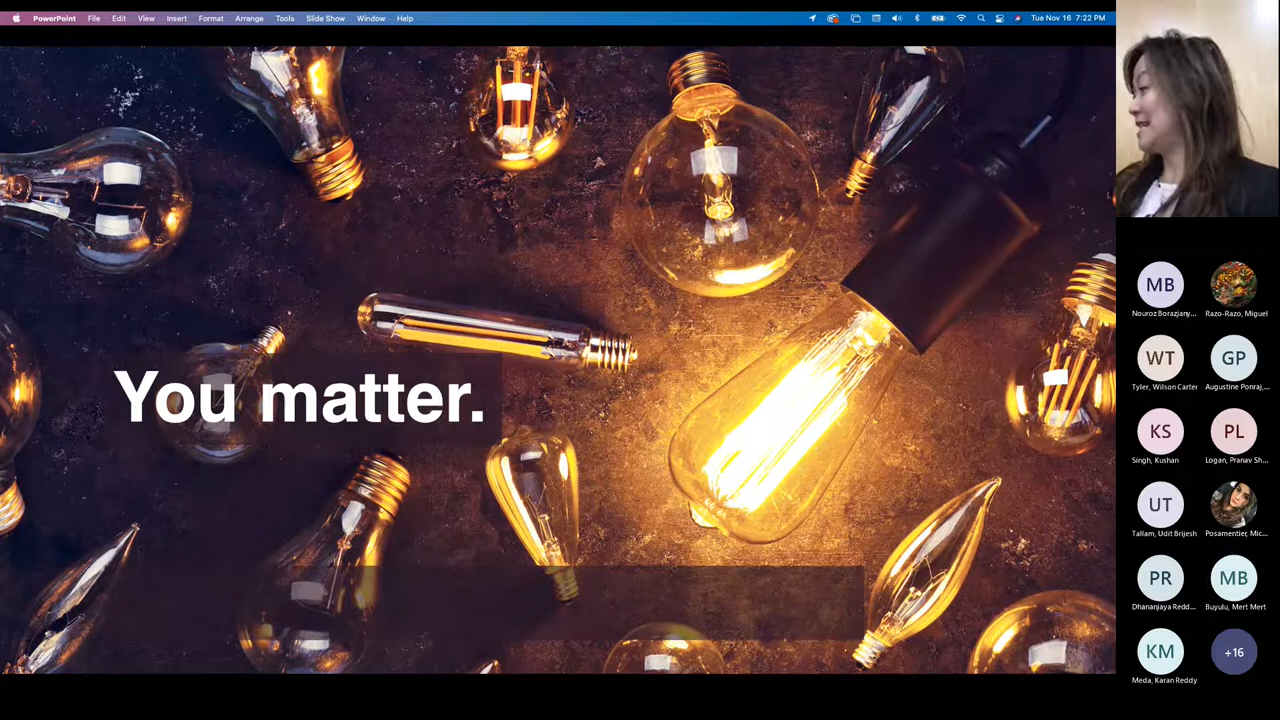 PowerPoint File Edit View Insert Format Arrange Tools Slide Show Window Help
Tue Nov 16 7:22 PM
You matter.
MB
Nouroz Borazjany...
Razo-Razo, Miguel
WT
GP
Tyler, Wilson Carter
Augustine Ponraj,...
KS
PL
Singh, Kushan
Logan, Pranav Sh...
UT
Tallam, Udit Brijesh
Posamentier, Mic...
PR
MB
Dhananjaya Redd...
Buyulu, Mert Mert
KM
+16
Meda, Karan Reddy